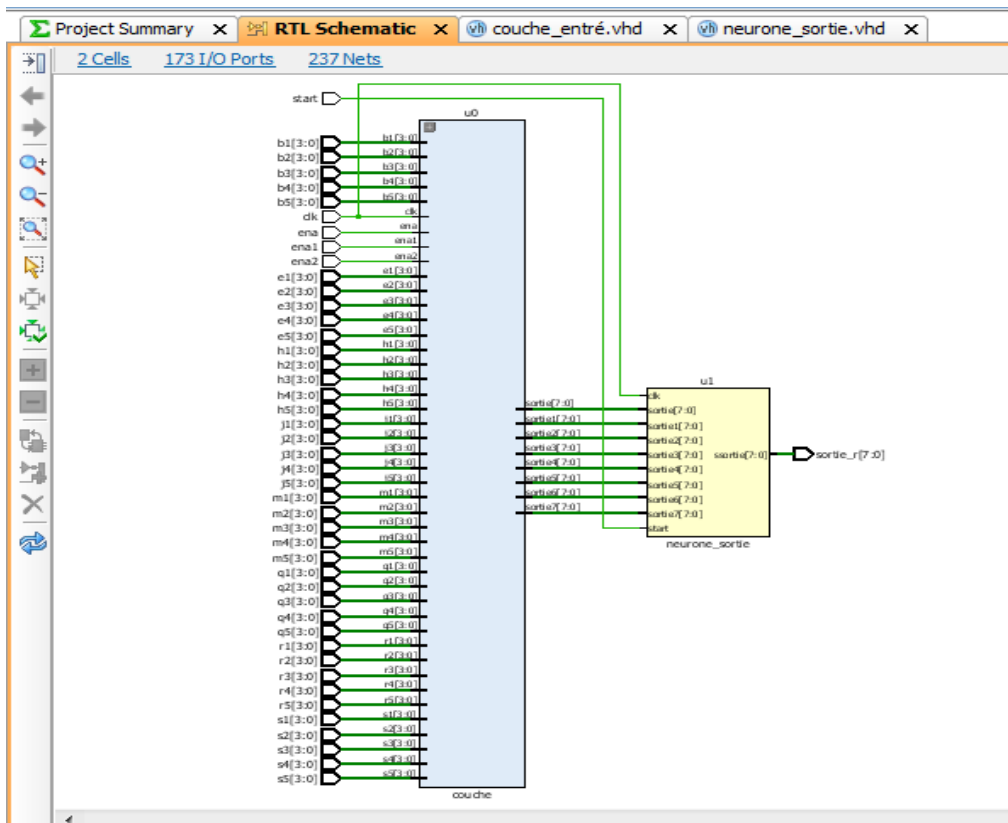 Project Summary
RTL Schematic
couche_entré.vhd
neurone_sortie.vhd
2 Cells 173 I/O Ports 237 Nets
start
u0
b1[3:0] b1[3:0]
b2[3:0] b2[3:0]
b3[3:0] b3[3:0]
b4[3:0] b4[3:0]
b5[3:0] b5[3:0]
clk clk
ena ena
ena1 ena1
ena2 ena2
e1[3:0] e1[3:0]
e2[3:0] e2[3:0]
e3[3:0] e3[3:0]
e4[3:0] e4[3:0]
e5[3:0] e5[3:0]
h1[3:0] h1[3:0]
h2[3:0] h2[3:0]
h3[3:0] h3[3:0]
h4[3:0] h4[3:0]
h5[3:0] h5[3:0]
j1[3:0] j1[3:0]
j2[3:0] j2[3:0]
j3[3:0] j3[3:0]
j4[3:0] j4[3:0]
j5[3:0] j5[3:0]
m1[3:0] m1[3:0]
m2[3:0] m2[3:0]
m3[3:0] m3[3:0]
m4[3:0] m4[3:0]
m5[3:0] m5[3:0]
q1[3:0] q1[3:0]
q2[3:0] q2[3:0]
q3[3:0] q3[3:0]
q4[3:0] q4[3:0]
q5[3:0] q5[3:0]
r1[3:0] r1[3:0]
r2[3:0] r2[3:0]
r3[3:0] r3[3:0]
r4[3:0] r4[3:0]
r5[3:0] r5[3:0]
s1[3:0] s1[3:0]
s2[3:0] s2[3:0]
s3[3:0] s3[3:0]
s4[3:0] s4[3:0]
s5[3:0] s5[3:0]
couche
sortie[7:0]
sortie1[7:0]
sortie2[7:0]
sortie3[7:0]
sortie4[7:0]
sortie5[7:0]
sortie6[7:0]
sortie7[7:0]
u1
clk
sortie[7:0]
sortie1[7:0]
sortie2[7:0]
sortie3[7:0] ssortie[7:0] sortie_r[7:0]
sortie4[7:0]
sortie5[7:0]
sortie6[7:0]
sortie7[7:0]
start
neurone_sortie